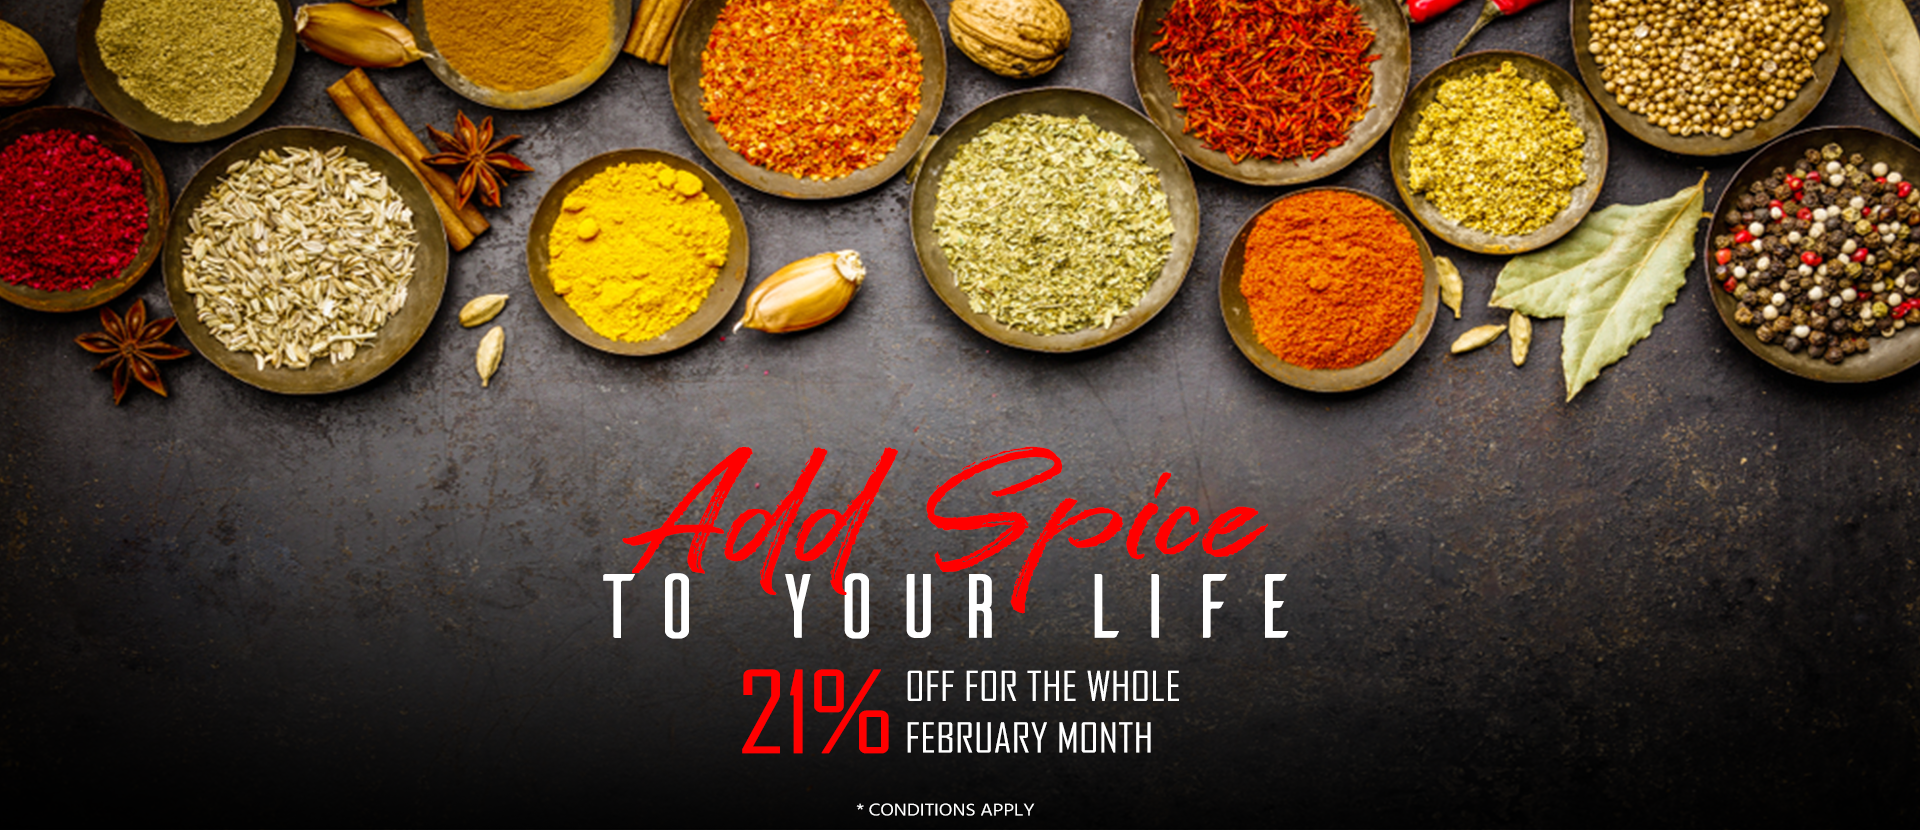 Add Spice
TO YOUR LIFE
21% OFF FOR THE WHOLE
FEBRUARY MONTH
* CONDITIONS APPLY